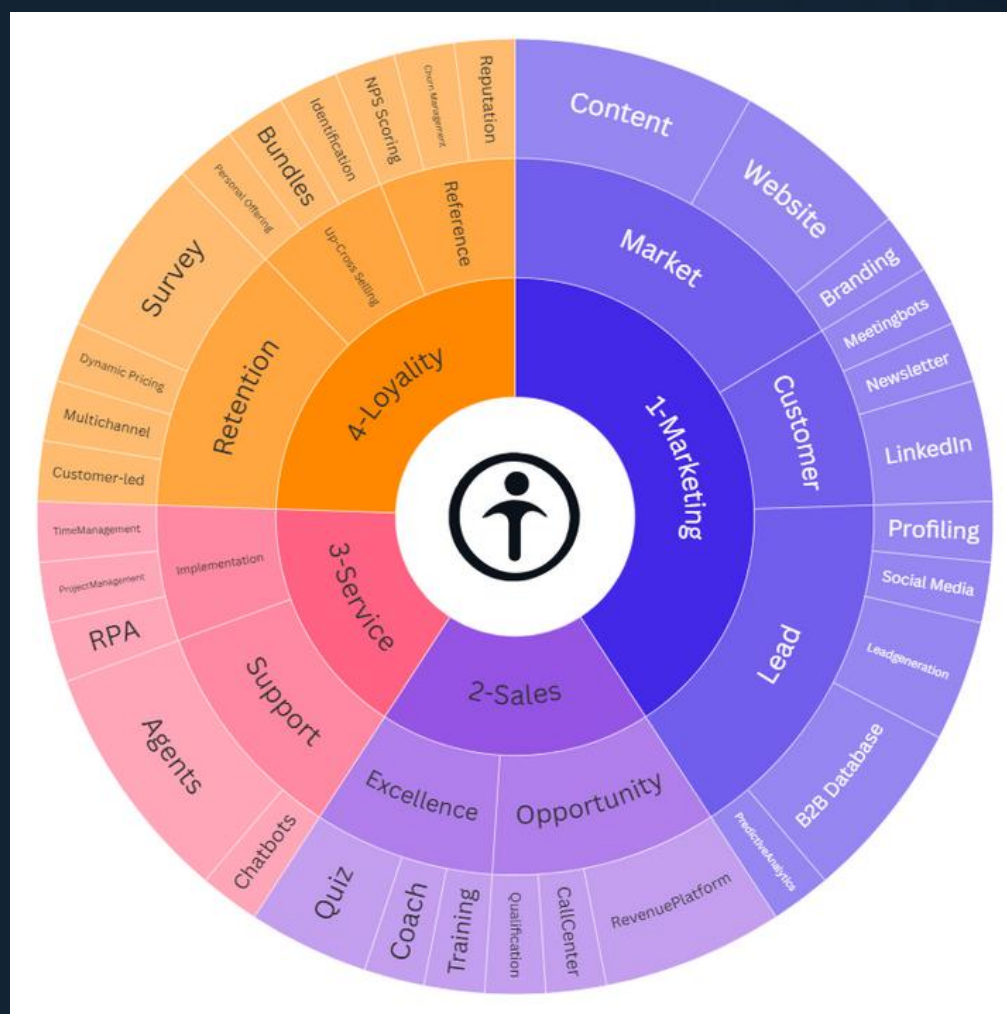 1-Marketing
Market
Content
Website
Branding
Customer
Meetingbots
Newsletter
LinkedIn
Lead
Profiling
Social Media
Leadgeneration
B2B Database
PredictiveAnalytics
2-Sales
Opportunity
RevenuePlatform
CallCenter
Qualification
Excellence
Training
Coach
Quiz
3-Service
Support
Chatbots
Agents
Implementation
RPA
ProjectManagement
TimeManagement
4-Loyality
Retention
Customer-led
Multichannel
Dynamic Pricing
Survey
Up-Cross Selling
Personal Offering
Bundles
Identification
Reference
NPS Scoring
Churn Management
Reputation